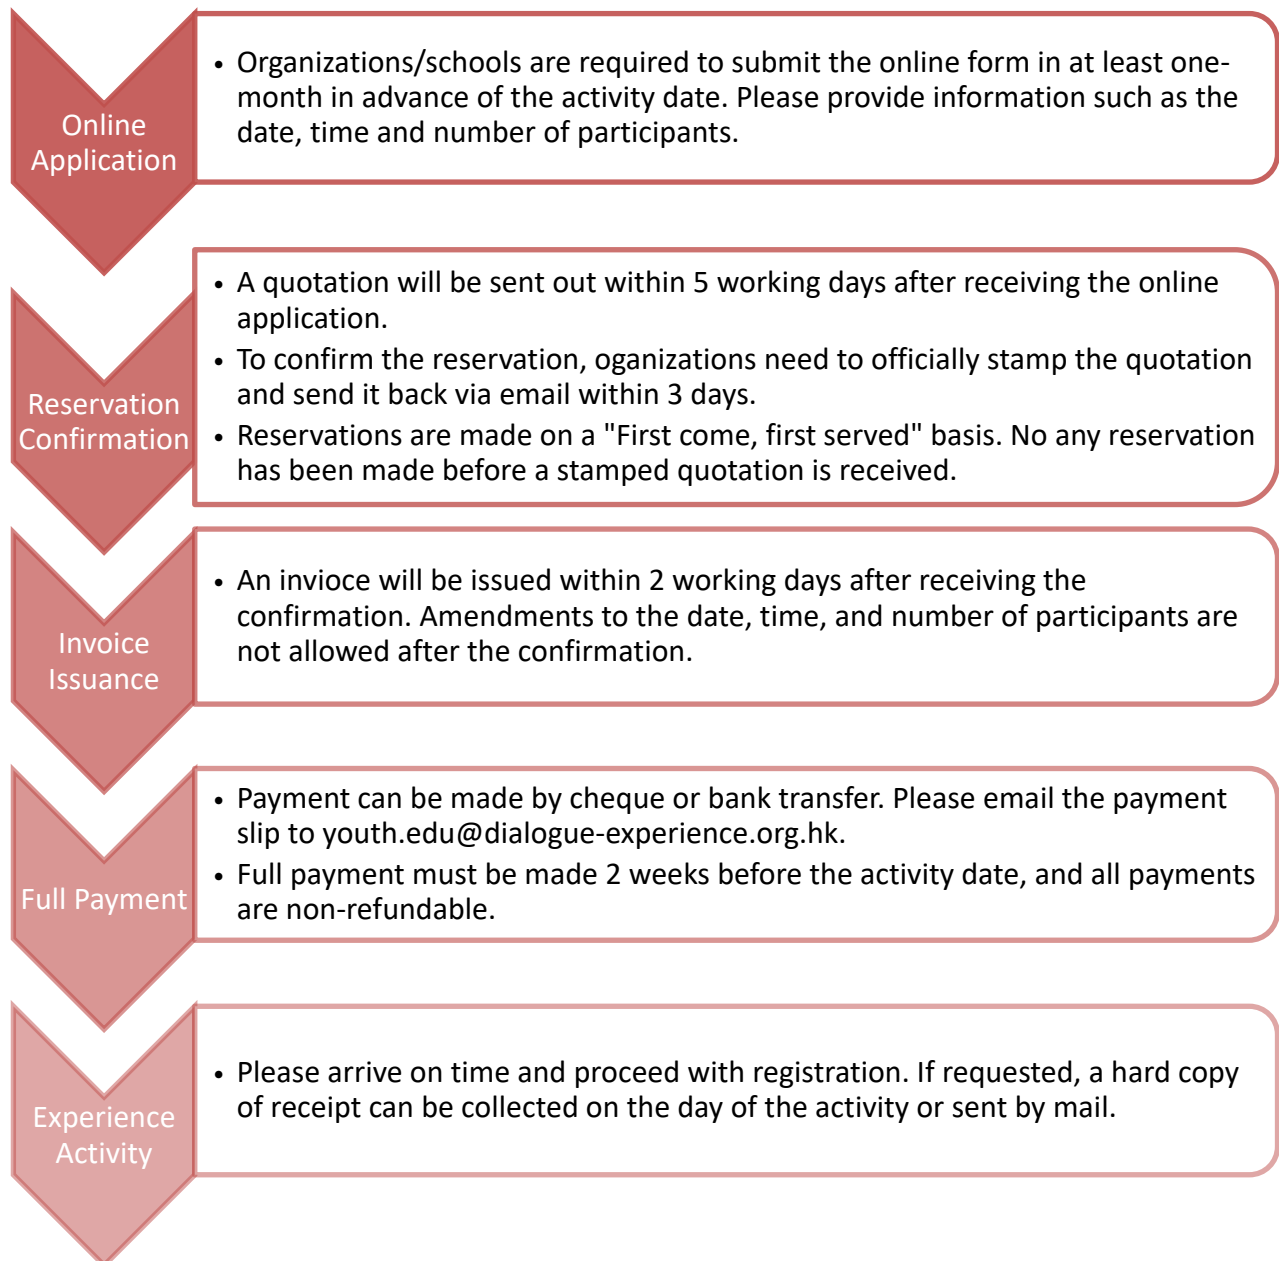 Online
Application
• Organizations/schools are required to submit the online form in at least one-
month in advance of the activity date. Please provide information such as the
date, time and number of participants.
Reservation
Confirmation
• A quotation will be sent out within 5 working days after receiving the online
application.
• To confirm the reservation, oganizations need to officially stamp the quotation
and send it back via email within 3 days.
• Reservations are made on a "First come, first served" basis. No any reservation
has been made before a stamped quotation is received.
Invoice
Issuance
• An invioce will be issued within 2 working days after receiving the
confirmation. Amendments to the date, time, and number of participants are
not allowed after the confirmation.
Full Payment
• Payment can be made by cheque or bank transfer. Please email the payment
slip to youth.edu@dialogue-experience.org.hk.
• Full payment must be made 2 weeks before the activity date, and all payments
are non-refundable.
Experience
Activity
• Please arrive on time and proceed with registration. If requested, a hard copy
of receipt can be collected on the day of the activity or sent by mail.